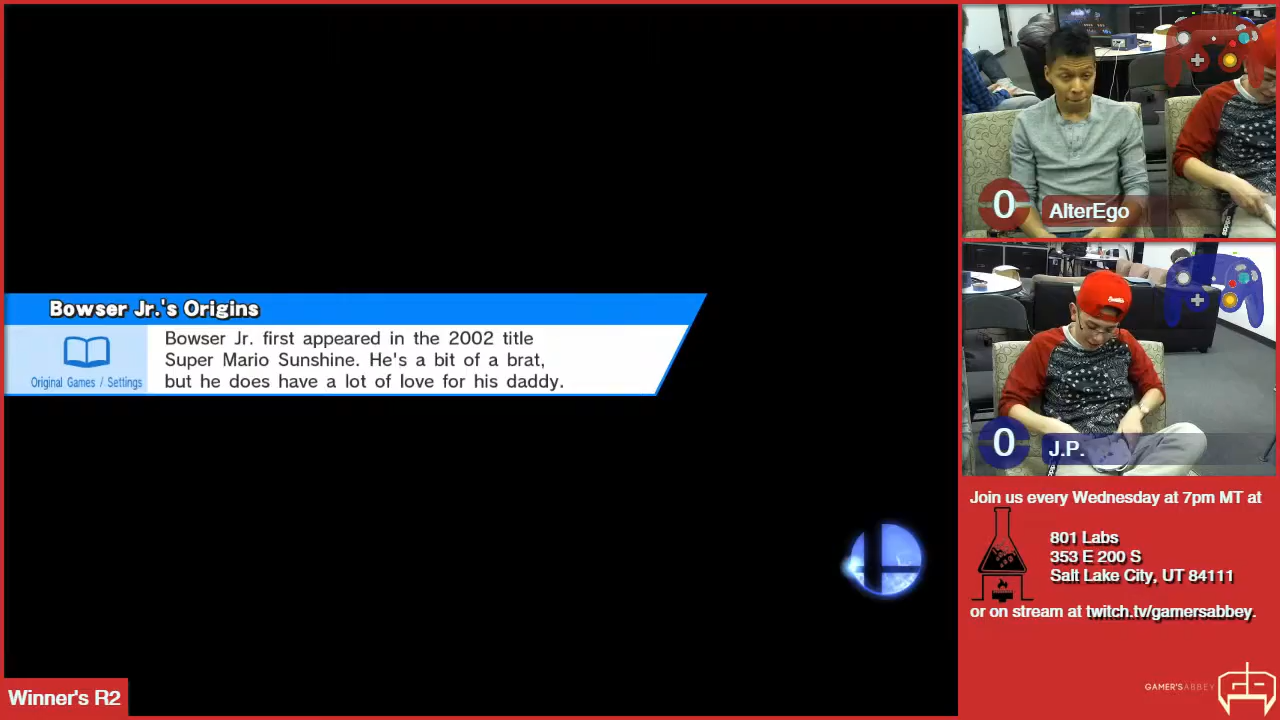 Bowser Jr.'s Origins
Original Games / Settings
Bowser Jr. first appeared in the 2002 title
Super Mario Sunshine. He's a bit of a brat,
but he does have a lot of love for his daddy.
0
AlterEgo
0
J.P.
Join us every Wednesday at 7pm MT at
801 Labs
353 E 200 S
Salt Lake City, UT 84111
or on stream at twitch.tv/gamersabbey.
Winner's R2
GAMER'SABBEY